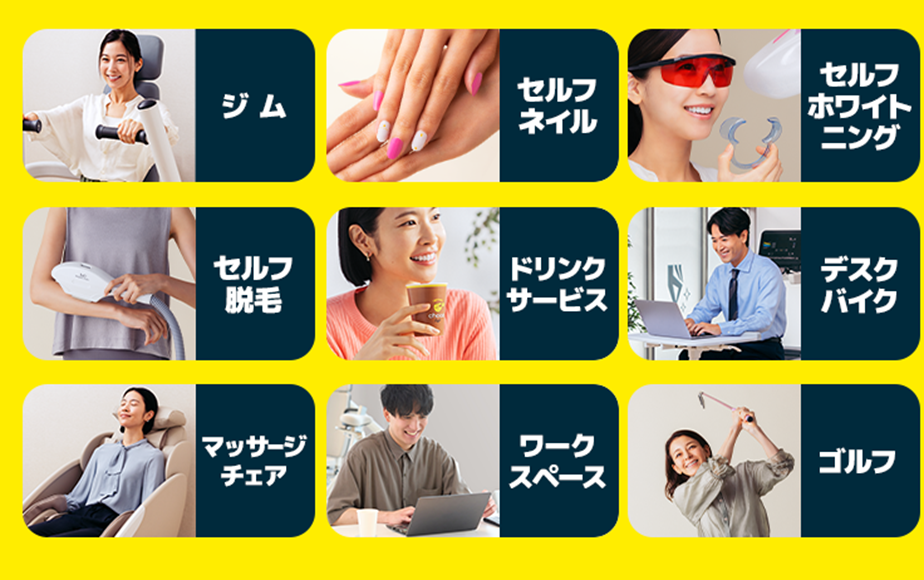 ジム
セルフ
ネイル
セルフ
ホワイト
ニング
セルフ
脱毛
ドリンク
サービス
デスク
バイク
マッサージ
チェア
ワーク
スペース
ゴルフ